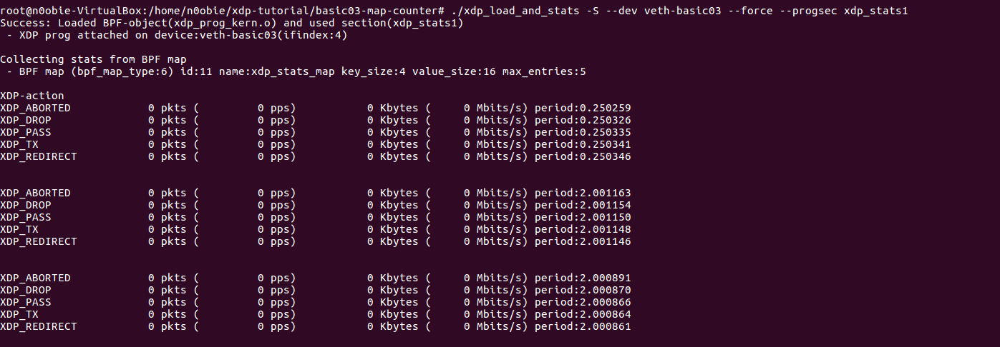 root@n0obie-VirtualBox:/home/n0obie/xdp-tutorial/basic03-map-counter# ./xdp_load_and_stats -S --dev veth-basic03 --force --progsec xdp_stats1
Success: Loaded BPF-object(xdp_prog_kern.o) and used section(xdp_stats1)
 - XDP prog attached on device:veth-basic03(ifindex:4)

Collecting stats from BPF map
 - BPF map (bpf_map_type:6) id:11 name:xdp_stats_map key_size:4 value_size:16 max_entries:5

XDP-action
XDP_ABORTED            0 pkts (         0 pps)           0 Kbytes (     0 Mbits/s) period:0.250259
XDP_DROP               0 pkts (         0 pps)           0 Kbytes (     0 Mbits/s) period:0.250326
XDP_PASS               0 pkts (         0 pps)           0 Kbytes (     0 Mbits/s) period:0.250335
XDP_TX                 0 pkts (         0 pps)           0 Kbytes (     0 Mbits/s) period:0.250341
XDP_REDIRECT           0 pkts (         0 pps)           0 Kbytes (     0 Mbits/s) period:0.250346

XDP_ABORTED            0 pkts (         0 pps)           0 Kbytes (     0 Mbits/s) period:2.001163
XDP_DROP               0 pkts (         0 pps)           0 Kbytes (     0 Mbits/s) period:2.001154
XDP_PASS               0 pkts (         0 pps)           0 Kbytes (     0 Mbits/s) period:2.001150
XDP_TX                 0 pkts (         0 pps)           0 Kbytes (     0 Mbits/s) period:2.001148
XDP_REDIRECT           0 pkts (         0 pps)           0 Kbytes (     0 Mbits/s) period:2.001146

XDP_ABORTED            0 pkts (         0 pps)           0 Kbytes (     0 Mbits/s) period:2.000891
XDP_DROP               0 pkts (         0 pps)           0 Kbytes (     0 Mbits/s) period:2.000870
XDP_PASS               0 pkts (         0 pps)           0 Kbytes (     0 Mbits/s) period:2.000866
XDP_TX                 0 pkts (         0 pps)           0 Kbytes (     0 Mbits/s) period:2.000864
XDP_REDIRECT           0 pkts (         0 pps)           0 Kbytes (     0 Mbits/s) period:2.000861